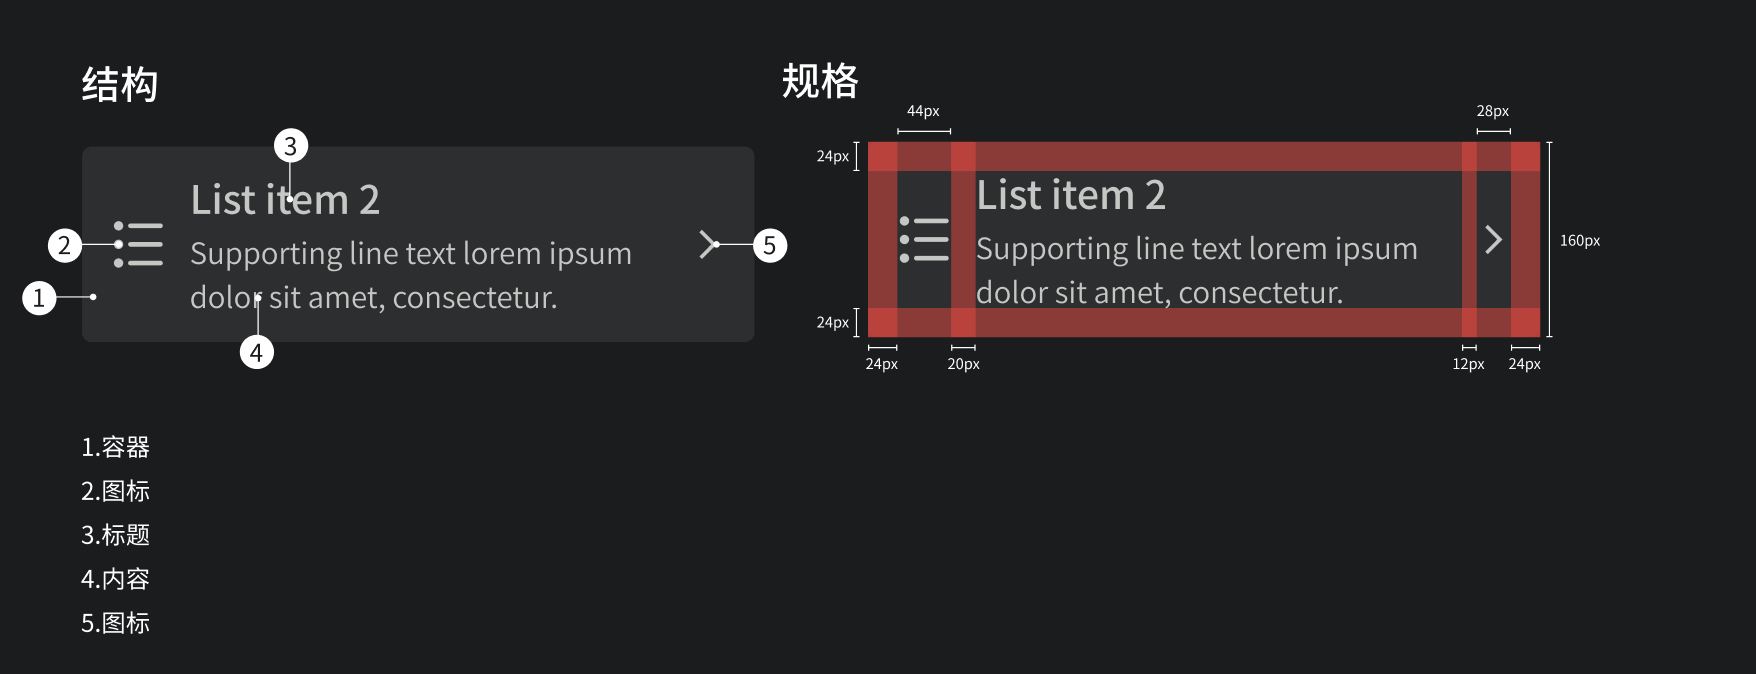 结构
3
List item 2
2
Supporting line text lorem ipsum
5
dolor sit amet, consectetur.
1
4
1.容器
2.图标
3.标题
4.内容
5.图标
规格
44px
28px
24px
List item 2
Supporting line text lorem ipsum
160px
dolor sit amet, consectetur.
24px
24px
20px
12px
24px